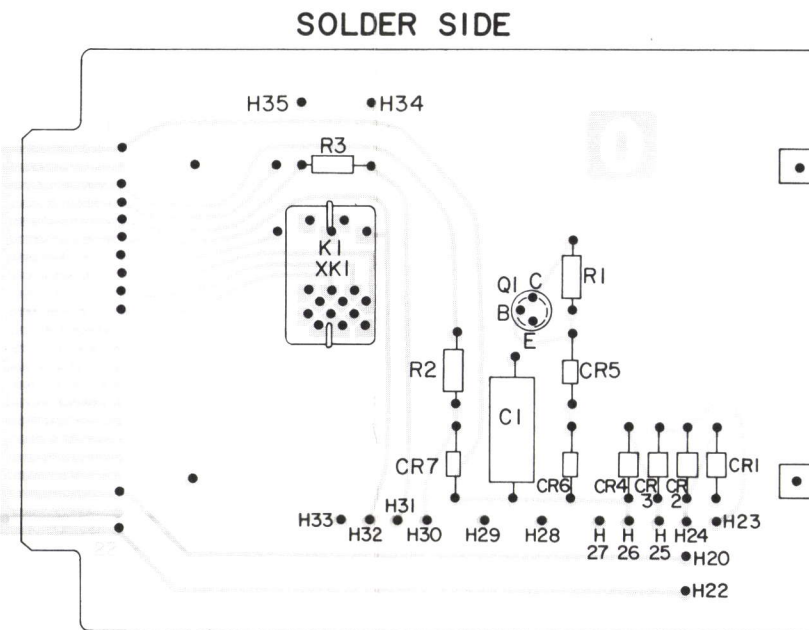 SOLDER SIDE
H35 H34
R3
K1
XK1
Q1 C R1
B
E
R2 CR5
C1
CR7 CR6 CR4 CR3 CR2 CR1
H33 H32 H31 H30 H29 H28 H27 H26 H25 H24 H23
H20
H22